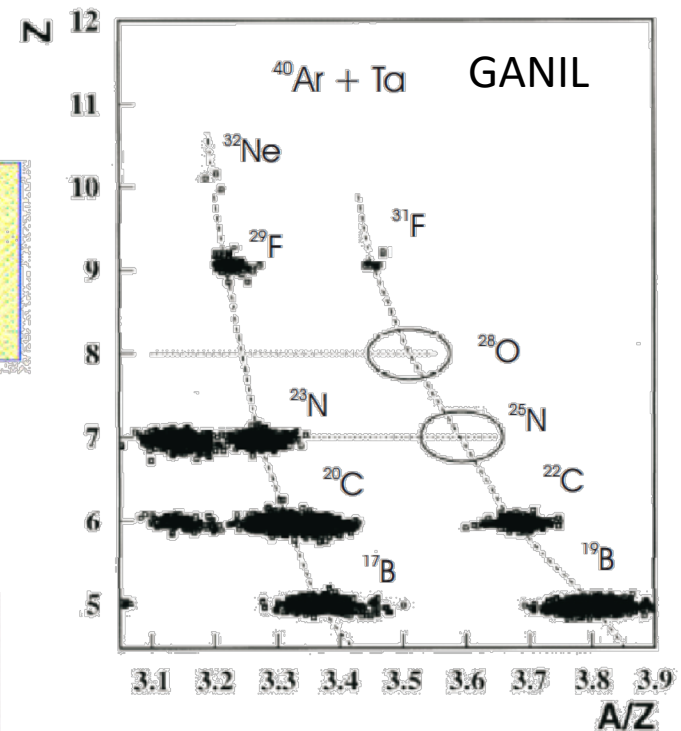 Z
12
⁴⁰Ar + Ta GANIL
11
³²Ne
10
²⁹F
³¹F
9
8
²⁸O
²³N
²⁵N
7
²⁰C
²²C
6
¹⁷B
¹⁹B
5
3.1 3.2 3.3 3.4 3.5 3.6 3.7 3.8 3.9
A/Z